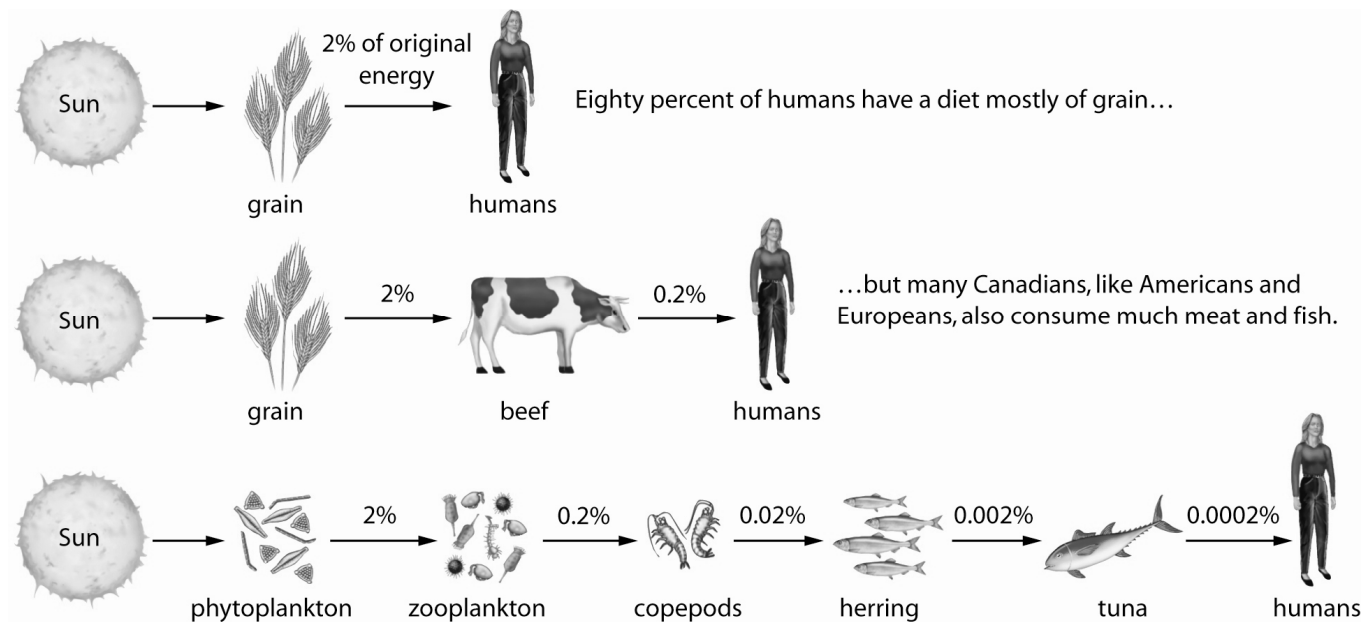 2% of original
energy
Sun
Eighty percent of humans have a diet mostly of grain…
grain
humans
2%
0.2%
…but many Canadians, like Americans and
Europeans, also consume much meat and fish.
Sun
grain
beef
humans
Sun
2%
0.2%
0.02%
0.002%
0.0002%
phytoplankton
zooplankton
copepods
herring
tuna
humans